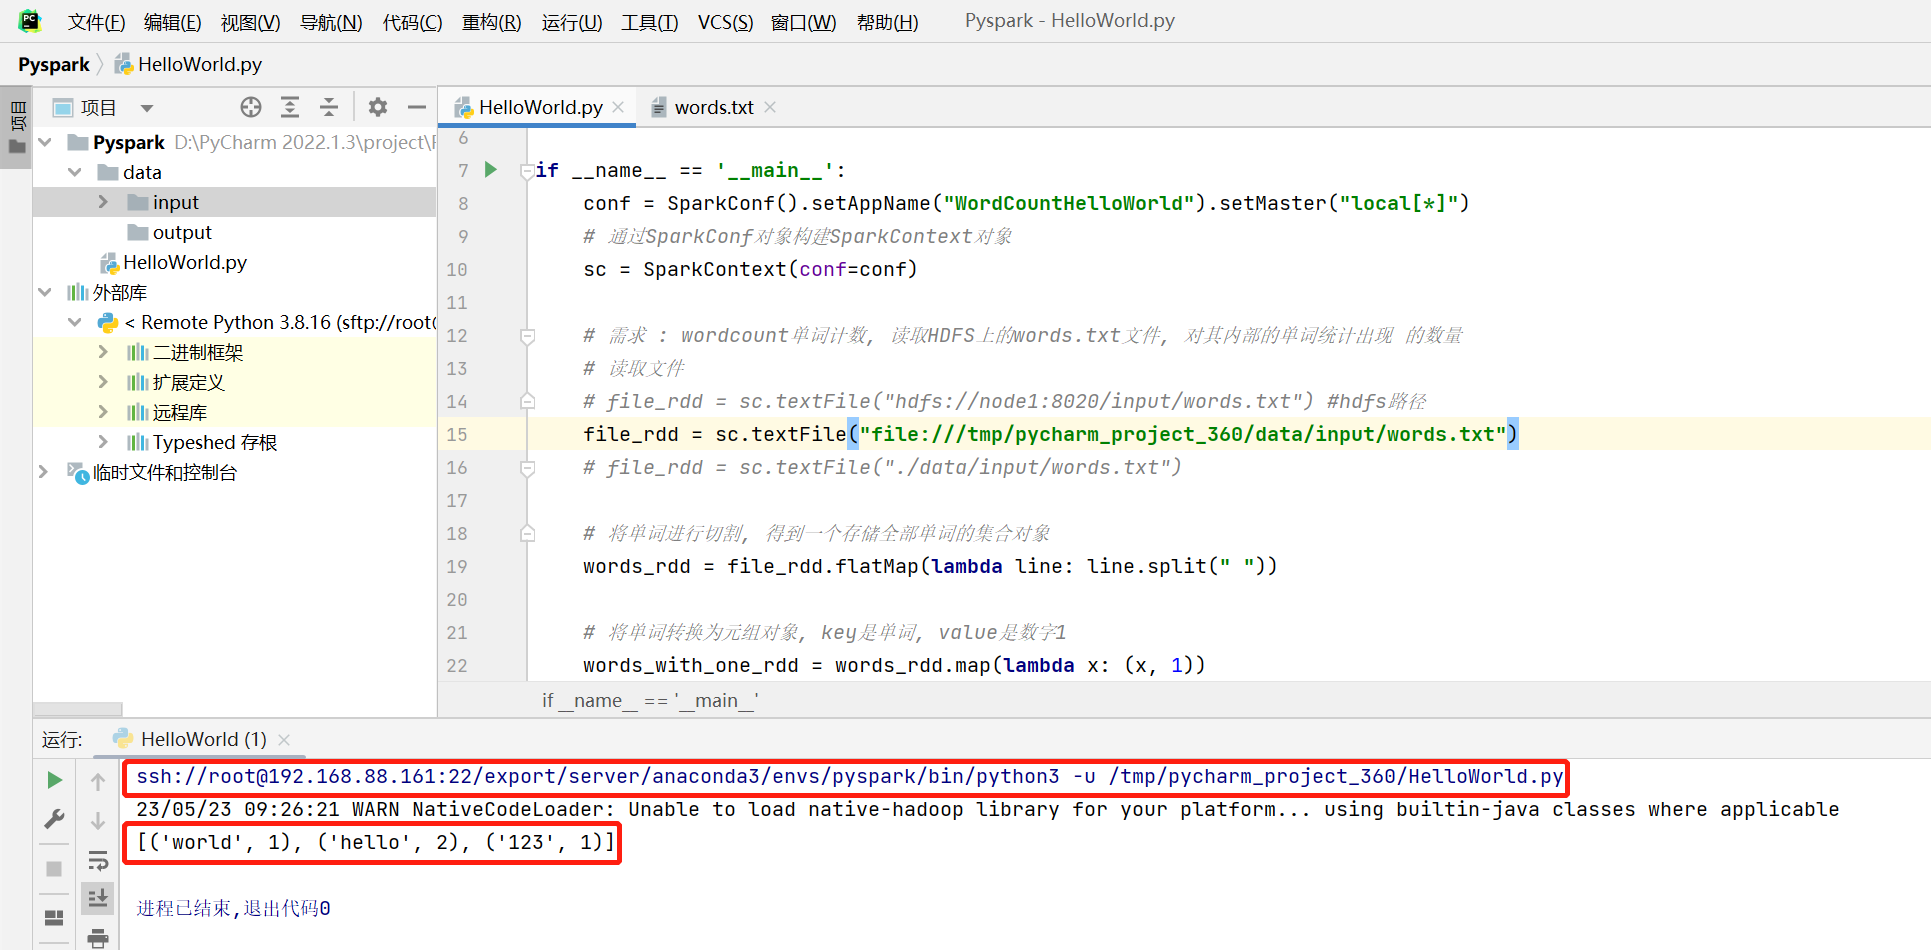 文件(F) 编辑(E) 视图(V) 导航(N) 代码(C) 重构(R) 运行(U) 工具(T) VCS(S) 窗口(W) 帮助(H) Pyspark - HelloWorld.py
Pyspark HelloWorld.py
项目
项目
HelloWorld.py
words.txt
Pyspark D:\PyCharm 2022.1.3\project\
data
input
output
HelloWorld.py
外部库
< Remote Python 3.8.16 (sftp://root
二进制框架
扩展定义
远程库
Typeshed 存根
临时文件和控制台
6
7 if __name__ == '__main__':
8 conf = SparkConf().setAppName("WordCountHelloWorld").setMaster("local[*]")
9 # 通过SparkConf对象构建SparkContext对象
10 sc = SparkContext(conf=conf)
11
12 # 需求 : wordcount单词计数, 读取HDFS上的words.txt文件, 对其内部的单词统计出现 的数量
13 # 读取文件
14 # file_rdd = sc.textFile("hdfs://node1:8020/input/words.txt") #hdfs路径
15 file_rdd = sc.textFile("file:///tmp/pycharm_project_360/data/input/words.txt")
16 # file_rdd = sc.textFile("./data/input/words.txt")
17
18 # 将单词进行切割, 得到一个存储全部单词的集合对象
19 words_rdd = file_rdd.flatMap(lambda line: line.split(" "))
20
21 # 将单词转换为元组对象, key是单词, value是数字1
22 words_with_one_rdd = words_rdd.map(lambda x: (x, 1))
if __name__ == '__main__'
运行: HelloWorld (1)
ssh://root@192.168.88.161:22/export/server/anaconda3/envs/pyspark/bin/python3 -u /tmp/pycharm_project_360/HelloWorld.py
23/05/23 09:26:21 WARN NativeCodeLoader: Unable to load native-hadoop library for your platform... using builtin-java classes where applicable
[('world', 1), ('hello', 2), ('123', 1)]
进程已结束,退出代码0